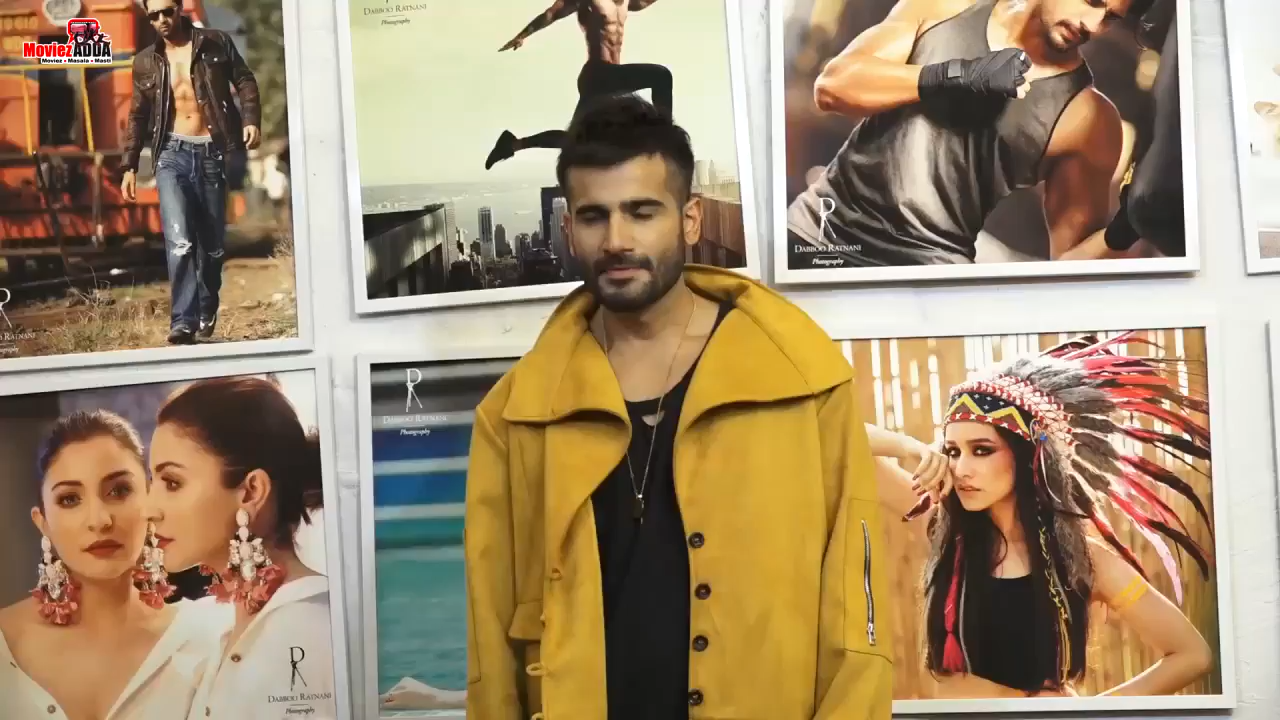 MoviezADDA
Moviez • Masala • Masti
DABBOO RATNANI
Photography
R
DABBOO RATNANI
Photography
R
DABBOO RATNANI
Photography
R
DABBOO RATNANI
Photography